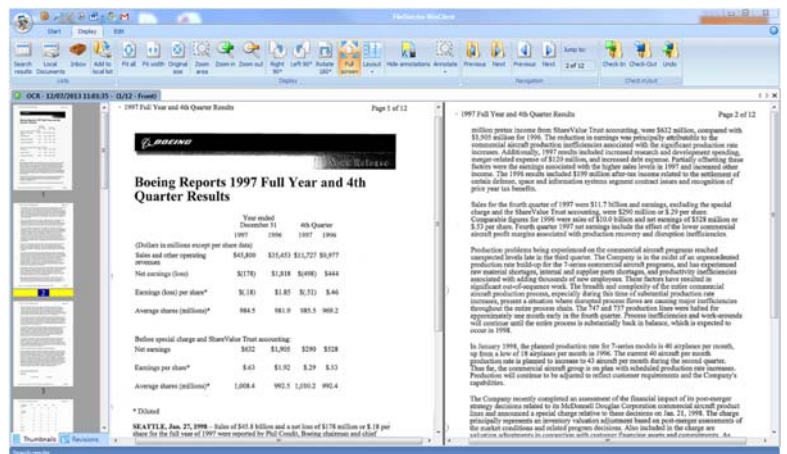 FileDirector WinClient
Start Display Edit
Search results
Local Documents
Inbox
Add to local list
Fit all
Fit width
Original size
Zoom area
Zoom in
Zoom out
Right 90°
Left 90°
Rotate 180°
Full screen
Layout
Hide annotations
Annotate
Previous
Next
Previous
Next
Jump to:
2 of 12
Check-In
Check-Out
Undo
Lists Display Navigation Check in/out
OCR - 12/07/2013 11:01:35 - (1/12 - Front)
1
2
3
Thumbnails Revisions
Search results
1997 Full Year and 4th Quarter Results Page 1 of 12
BOEING
News Release
Boeing Reports 1997 Full Year and 4th
Quarter Results
Year ended
December 31 4th Quarter
1997 1996 1997 1996
(Dollars in millions except per share data)
Sales and other operating
revenues $45,800 $35,453 $11,727 $9,977
Net earnings (loss) $(178) $1,818 $(498) $444
Earnings (loss) per share* $(.18) $1.85 $(.51) $.46
Average shares (millions)* 984.5 981.9 985.5 969.2
Before special charge and ShareValue Trust accounting:
Net earnings $632 $1,905 $290 $528
Earnings per share* $.63 $1.92 $.29 $.53
Average shares (millions)* 1,008.4 992.5 1,010.2 992.4
* Diluted
SEATTLE, Jan. 27, 1998 – Sales of $45.8 billion and a net loss of $178 million or $.18 per
share for the full year of 1997 were reported by Phil Condit, Boeing chairman and chief
1997 Full Year and 4th Quarter Results Page 2 of 12
million pretax income from ShareValue Trust accounting, were $632 million, compared with
$1,905 million for 1996. The reduction in earnings was principally attributable to the
commercial aircraft production inefficiencies associated with the significant production rate
increases. Additionally, 1997 results included increased research and development spending,
merger-related expense of $120 million, and increased debt expense. Partially offsetting these
factors were the earnings associated with the higher sales levels in 1997 and increased other
income. The 1996 results included $199 million after-tax income related to the settlement of
certain defense, space and information systems segment contract issues and recognition of
prior year tax benefits.
Sales for the fourth quarter of 1997 were $11.7 billion and earnings, excluding the special
charge and the ShareValue Trust accounting, were $290 million or $.29 per share.
Comparable figures for 1996 were sales of $10.0 billion and net earnings of $528 million or
$.53 per share. Fourth quarter 1997 net earnings include the effect of the lower commercial
aircraft profit margins associated with production recovery and disruption inefficiencies.
Production problems being experienced on the commercial aircraft programs reached
unexpected levels late in the third quarter. The Company is in the midst of an unprecedented
production rate build-up for the 7-series commercial aircraft programs, and has experienced
raw material shortages, internal and supplier parts shortages, and productivity inefficiencies
associated with adding thousands of new employees. These factors have resulted in
significant out-of-sequence work. The breadth and complexity of the entire commercial
aircraft production process, especially during this time of substantial production rate
increases, present a situation where disrupted process flows are causing major inefficiencies
throughout the entire process chain. The 747 and 737 production lines were halted for
approximately one month early in the fourth quarter. Process inefficiencies and work-arounds
will continue until the entire process is substantially back in balance, which is expected to
occur in 1998.
In January 1998, the planned production rate for 7-series models is 40 airplanes per month,
up from a low of 18 airplanes per month in 1996. The current 40 aircraft per month
production rate is planned to increase to 43 aircraft per month during the second quarter.
Thus far, the commercial aircraft group is on plan with scheduled production rate increases.
Production will continue to be adjusted to reflect customer requirements and the Company's
capabilities.
The Company recently completed an assessment of the financial impact of its post-merger
strategy decisions related to its McDonnell Douglas Corporation commercial aircraft product
lines and announced a special charge relative to these decisions on Jan. 21, 1998. The charge
principally represents an inventory valuation adjustment based on post-merger assessments of
the market conditions and related program decisions. Also included in the charge are
valuation adjustments in connection with customer financing assets and commitments. As